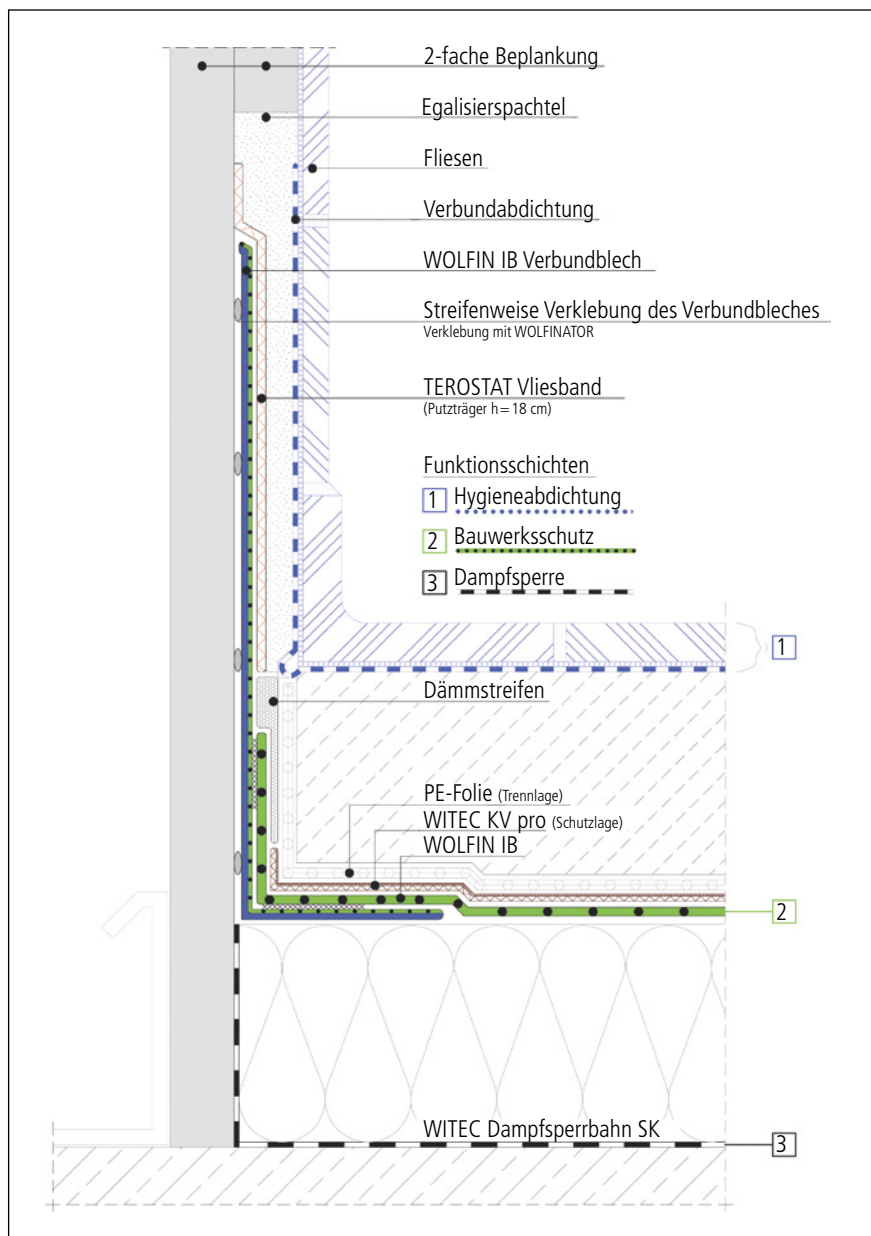 2-fache Beplankung
Egalisierspachtel
Fliesen
Verbundabdichtung
WOLFIN IB Verbundblech
Streifenweise Verklebung des Verbundbleches
Verklebung mit WOLFINATOR
TEROSTAT Vliesband
(Putzträger h = 18 cm)
Funktionsschichten
1 Hygieneabdichtung
2 Bauwerksschutz
3 Dampfsperre
1
Dämmstreifen
PE-Folie (Trennlage)
WITEC KV pro (Schutzlage)
WOLFIN IB
2
WITEC Dampfsperrbahn SK
3